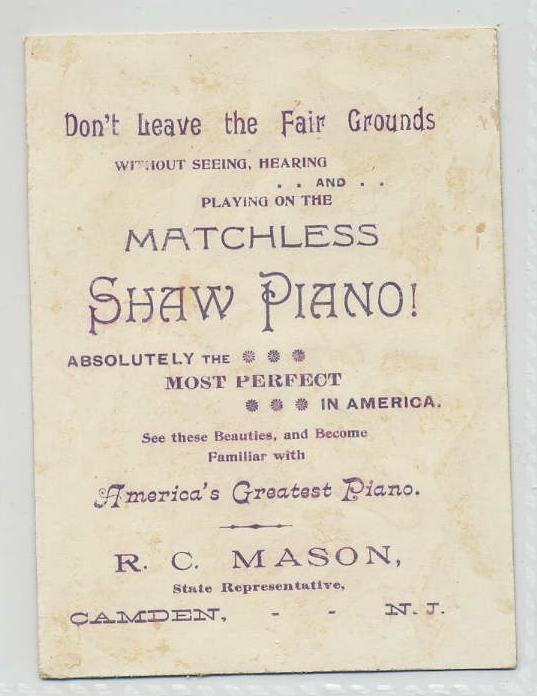 Don't Leave the Fair Grounds
WITHOUT SEEING, HEARING
. . AND . .
PLAYING ON THE
MATCHLESS
SHAW PIANO!
ABSOLUTELY THE
MOST PERFECT
IN AMERICA.
See these Beauties, and Become
Familiar with
America's Greatest Piano.
R. C. MASON,
State Representative,
CAMDEN, - - N. J.